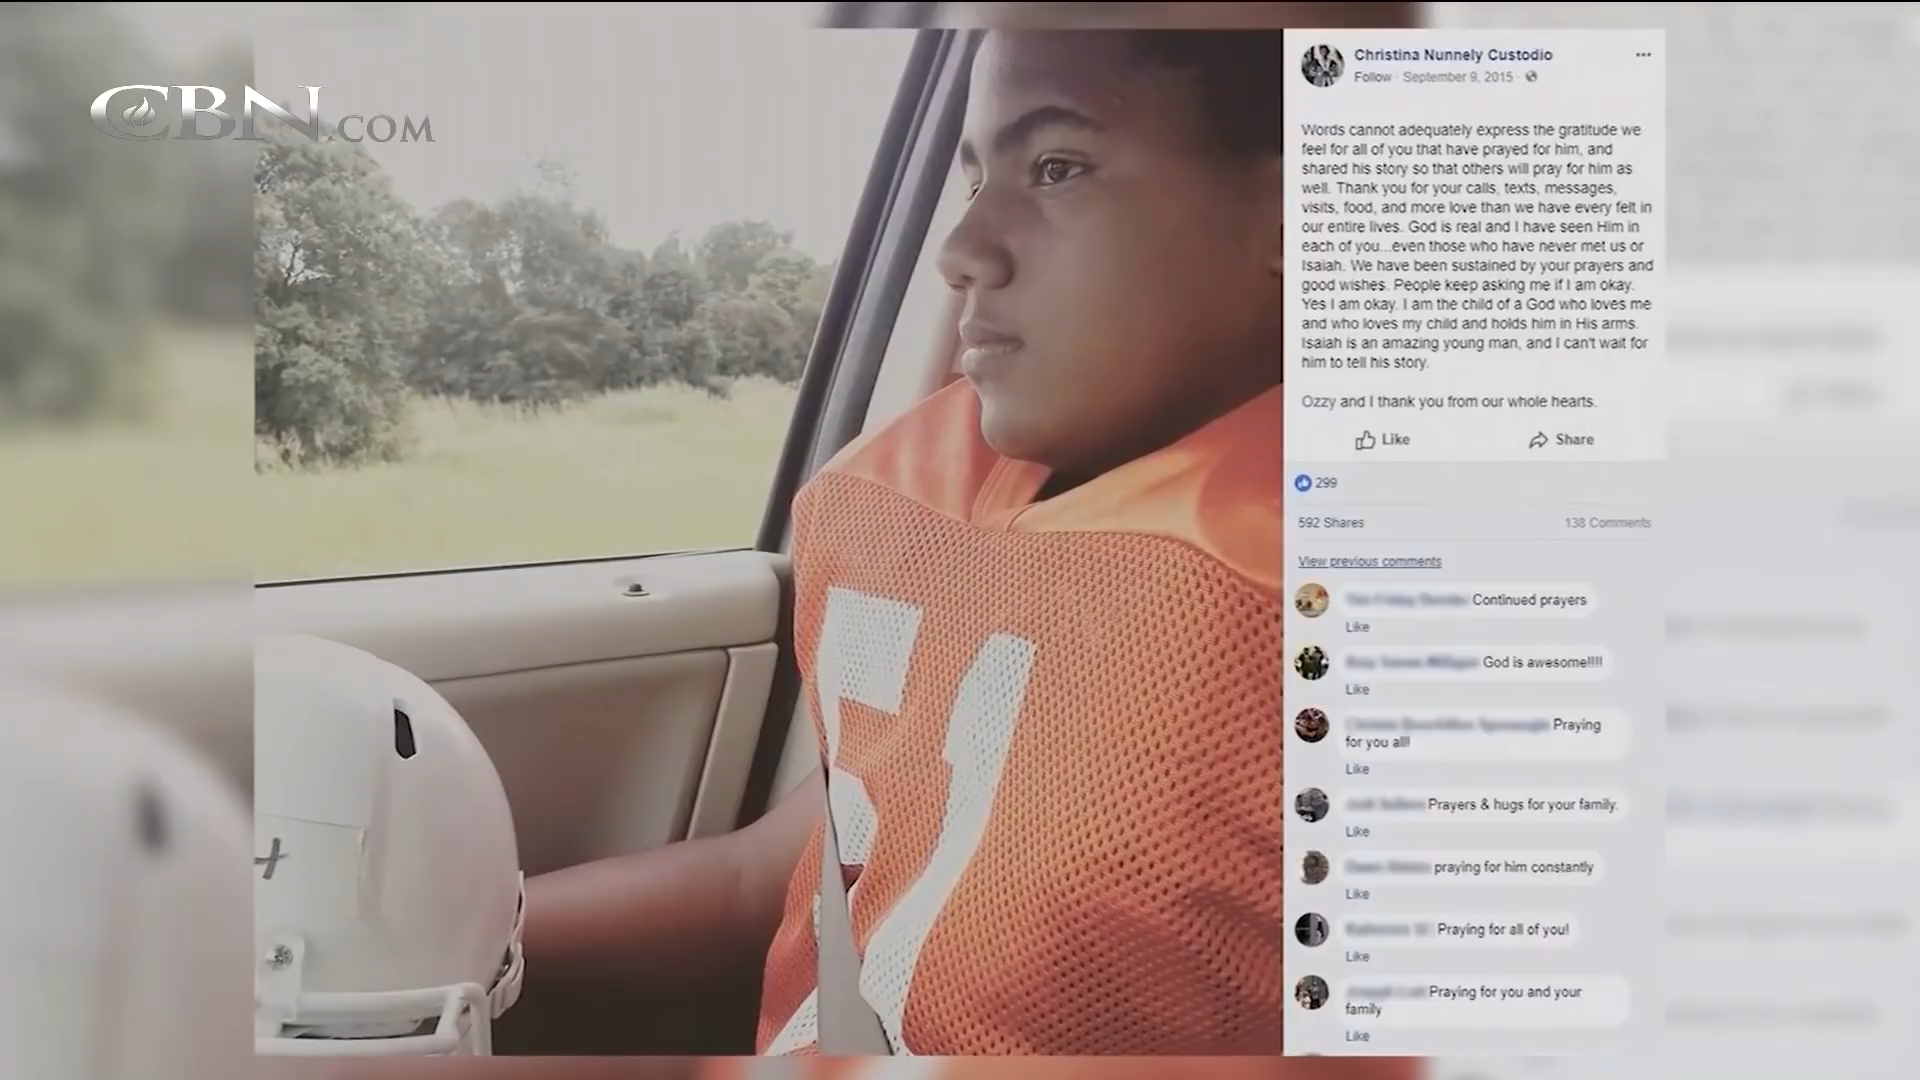 CBN.COM
Christina Nunnely Custodio
Follow · September 9, 2015 ·
Words cannot adequately express the gratitude we
feel for all of you that have prayed for him, and
shared his story so that others will pray for him as
well. Thank you for your calls, texts, messages,
visits, food, and more love than we have every felt in
our entire lives. God is real and I have seen Him in
each of you...even those who have never met us or
Isaiah. We have been sustained by your prayers and
good wishes. People keep asking me if I am okay.
Yes I am okay. I am the child of a God who loves me
and who loves my child and holds him in His arms.
Isaiah is an amazing young man, and I can't wait for
him to tell his story.
Ozzy and I thank you from our whole hearts.
Like Share
299
592 Shares 138 Comments
View previous comments
Continued prayers
Like
God is awesome!!!!
Like
Praying
for you all!
Like
Prayers & hugs for your family.
Like
praying for him constantly
Like
Praying for all of you!
Like
Praying for you and your
family
Like
51